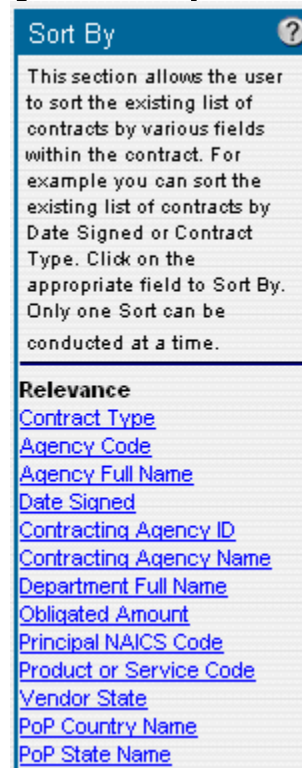 Sort By ?
This section allows the user
to sort the existing list of
contracts by various fields
within the contract. For
example you can sort the
existing list of contracts by
Date Signed or Contract
Type. Click on the
appropriate field to Sort By.
Only one Sort can be
conducted at a time.
Relevance
Contract Type
Agency Code
Agency Full Name
Date Signed
Contracting Agency ID
Contracting Agency Name
Department Full Name
Obligated Amount
Principal NAICS Code
Product or Service Code
Vendor State
PoP Country Name
PoP State Name